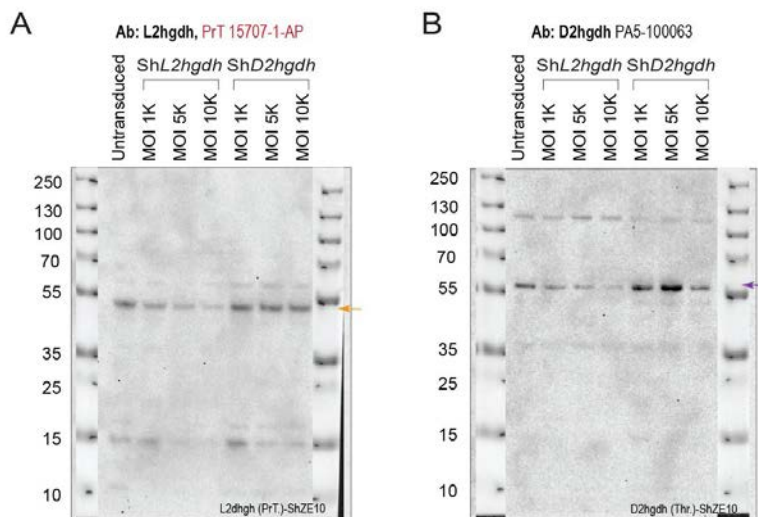 A
Ab: L2hgdh, PrT 15707-1-AP
ShL2hgdh ShD2hgdh
Untransduced
MOI 1K
MOI 5K
MOI 10K
MOI 1K
MOI 5K
MOI 10K
250
130
100
70
55
35
25
15
10
L2dhgh (PrT.)-ShZE10
B
Ab: D2hgdh PA5-100063
ShL2hgdh ShD2hgdh
Untransduced
MOI 1K
MOI 5K
MOI 10K
MOI 1K
MOI 5K
MOI 10K
250
130
100
70
55
35
25
15
10
D2hgdh (Thr.)-ShZE10